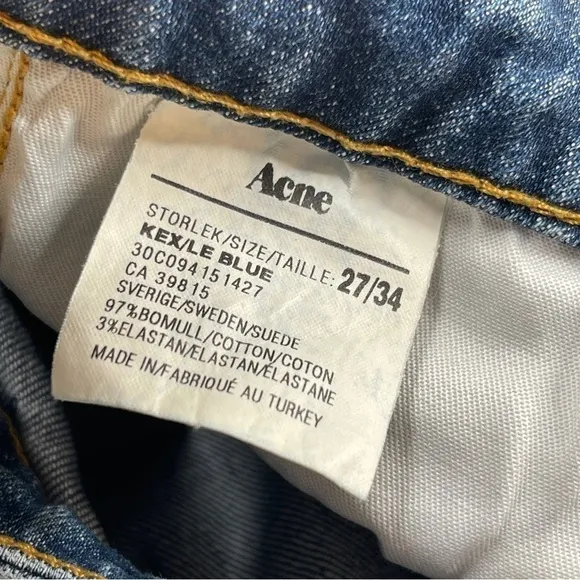 Acne
STORLEK/SIZE/TAILLE: 27/34
KEX/LE BLUE
30C094151427
CA 39815
SVERIGE/SWEDEN/SUEDE
97%BOMULL/COTTON/COTON
3%ELASTAN/ELASTAN/ELASTANE
MADE IN/FABRIQUÉ AU TURKEY